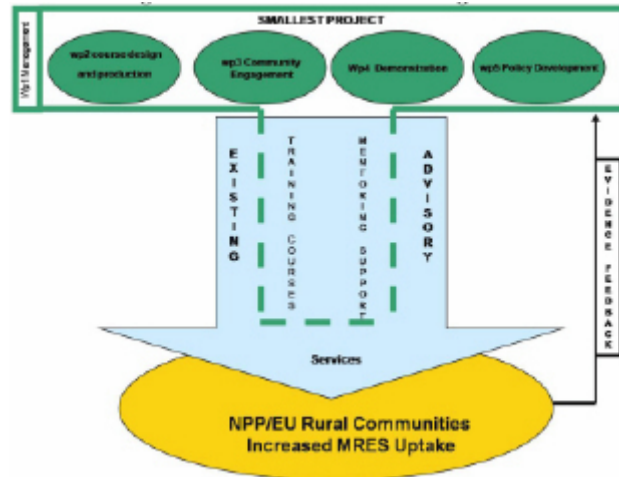 SMALLEST PROJECT
Wp1 Management
wp2 course design
and production
wp3 Community
Engagement
Wp4 Demonstration
wp5 Policy Development
EXISTING
TRAINING COURSES
MENTORING SUPPORT
ADVISORY
Services
EVIDENCE FEEDBACK
NPP/EU Rural Communities
Increased MRES Uptake